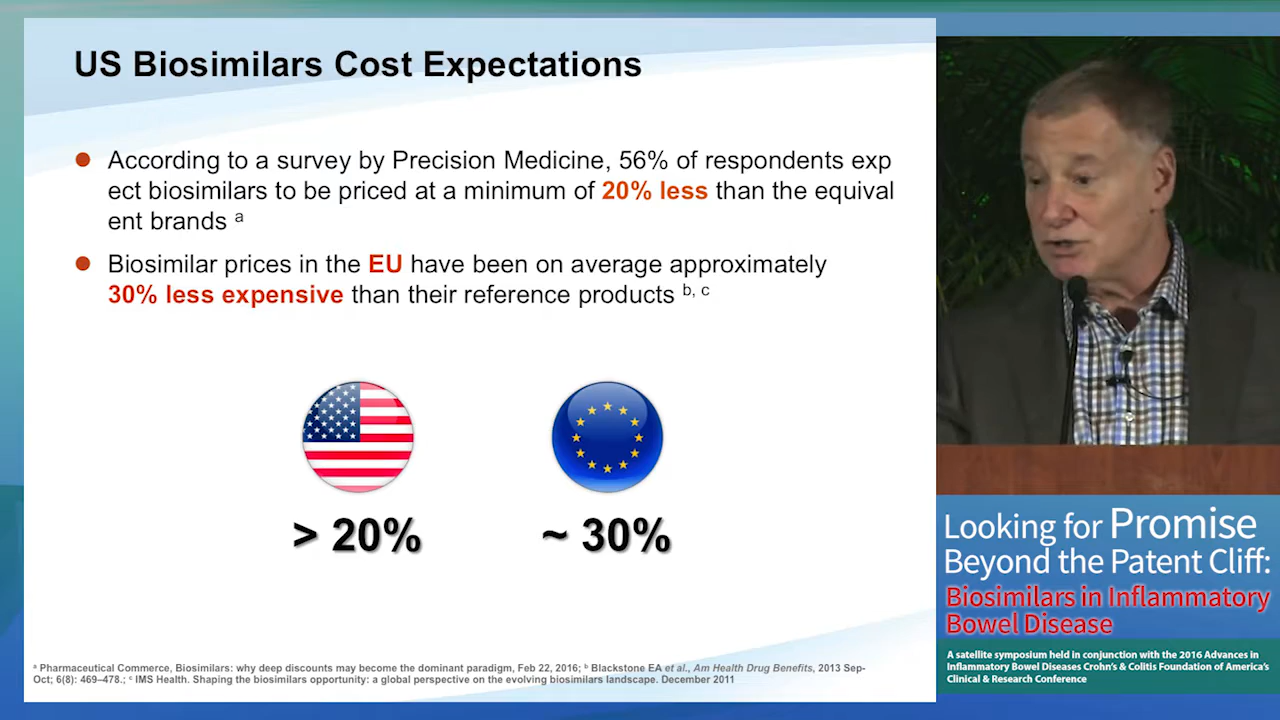 US Biosimilars Cost Expectations
According to a survey by Precision Medicine, 56% of respondents exp
ect biosimilars to be priced at a minimum of 20% less than the equival
ent brands a
Biosimilar prices in the EU have been on average approximately
30% less expensive than their reference products b, c
> 20%
~ 30%
a Pharmaceutical Commerce, Biosimilars: why deep discounts may become the dominant paradigm, Feb 22, 2016; b Blackstone EA et al., Am Health Drug Benefits, 2013 Sep-
Oct; 6(8): 469–478.; c IMS Health. Shaping the biosimilars opportunity: a global perspective on the evolving biosimilars landscape. December 2011
Looking for Promise
Beyond the Patent Cliff:
Biosimilars in Inflammatory
Bowel Disease
A satellite symposium held in conjunction with the 2016 Advances in
Inflammatory Bowel Diseases Crohn's & Colitis Foundation of America's
Clinical & Research Conference